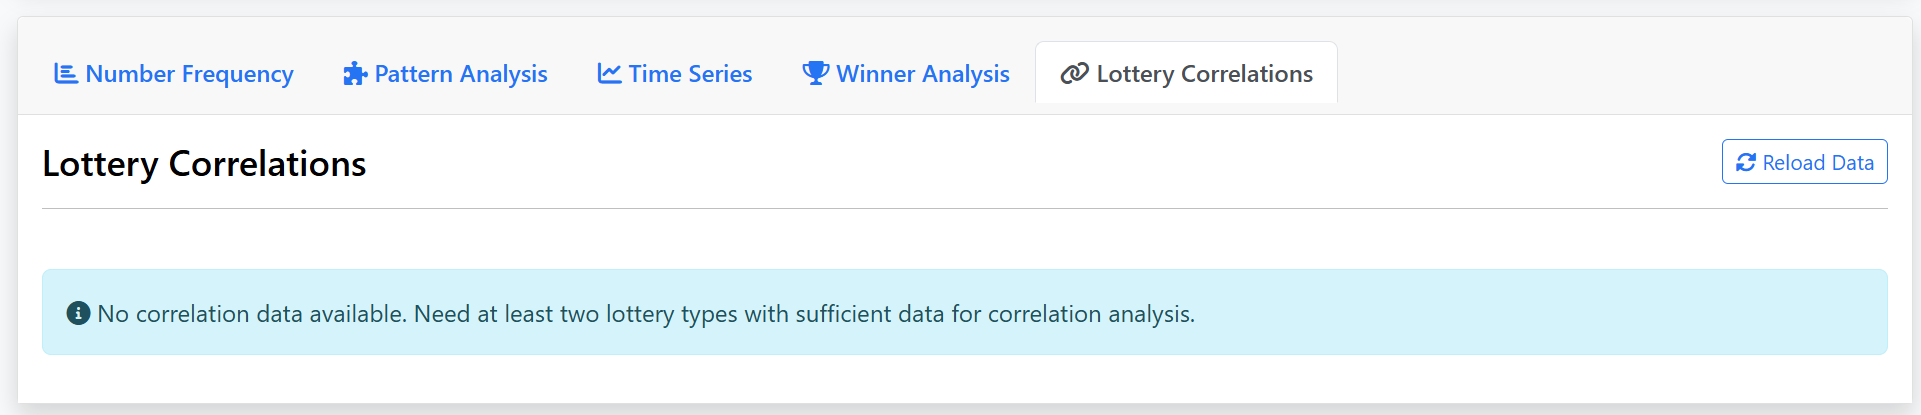 Number Frequency Pattern Analysis Time Series Winner Analysis Lottery Correlations
Lottery Correlations
Reload Data
No correlation data available. Need at least two lottery types with sufficient data for correlation analysis.